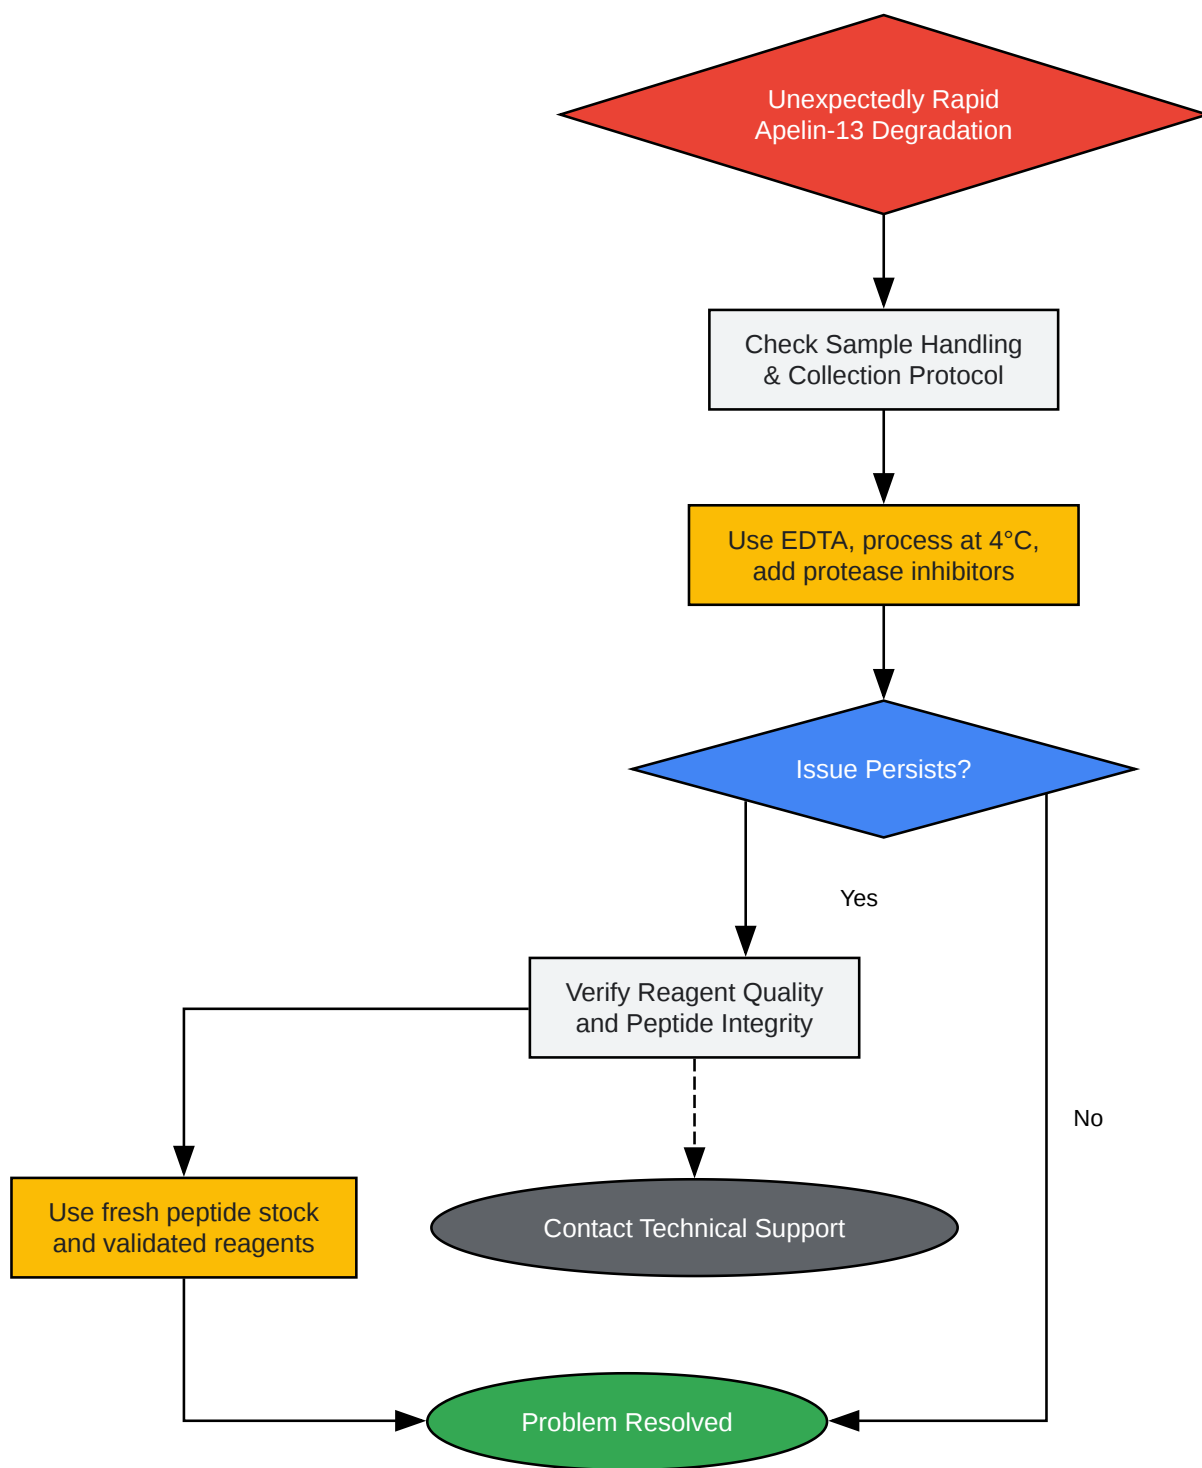 Unexpectedly Rapid
Apelin-13 Degradation
Check Sample Handling
& Collection Protocol
Use EDTA, process at 4°C,
add protease inhibitors
Issue Persists?
Yes
Verify Reagent Quality
and Peptide Integrity
No
Use fresh peptide stock
and validated reagents
Contact Technical Support
Problem Resolved